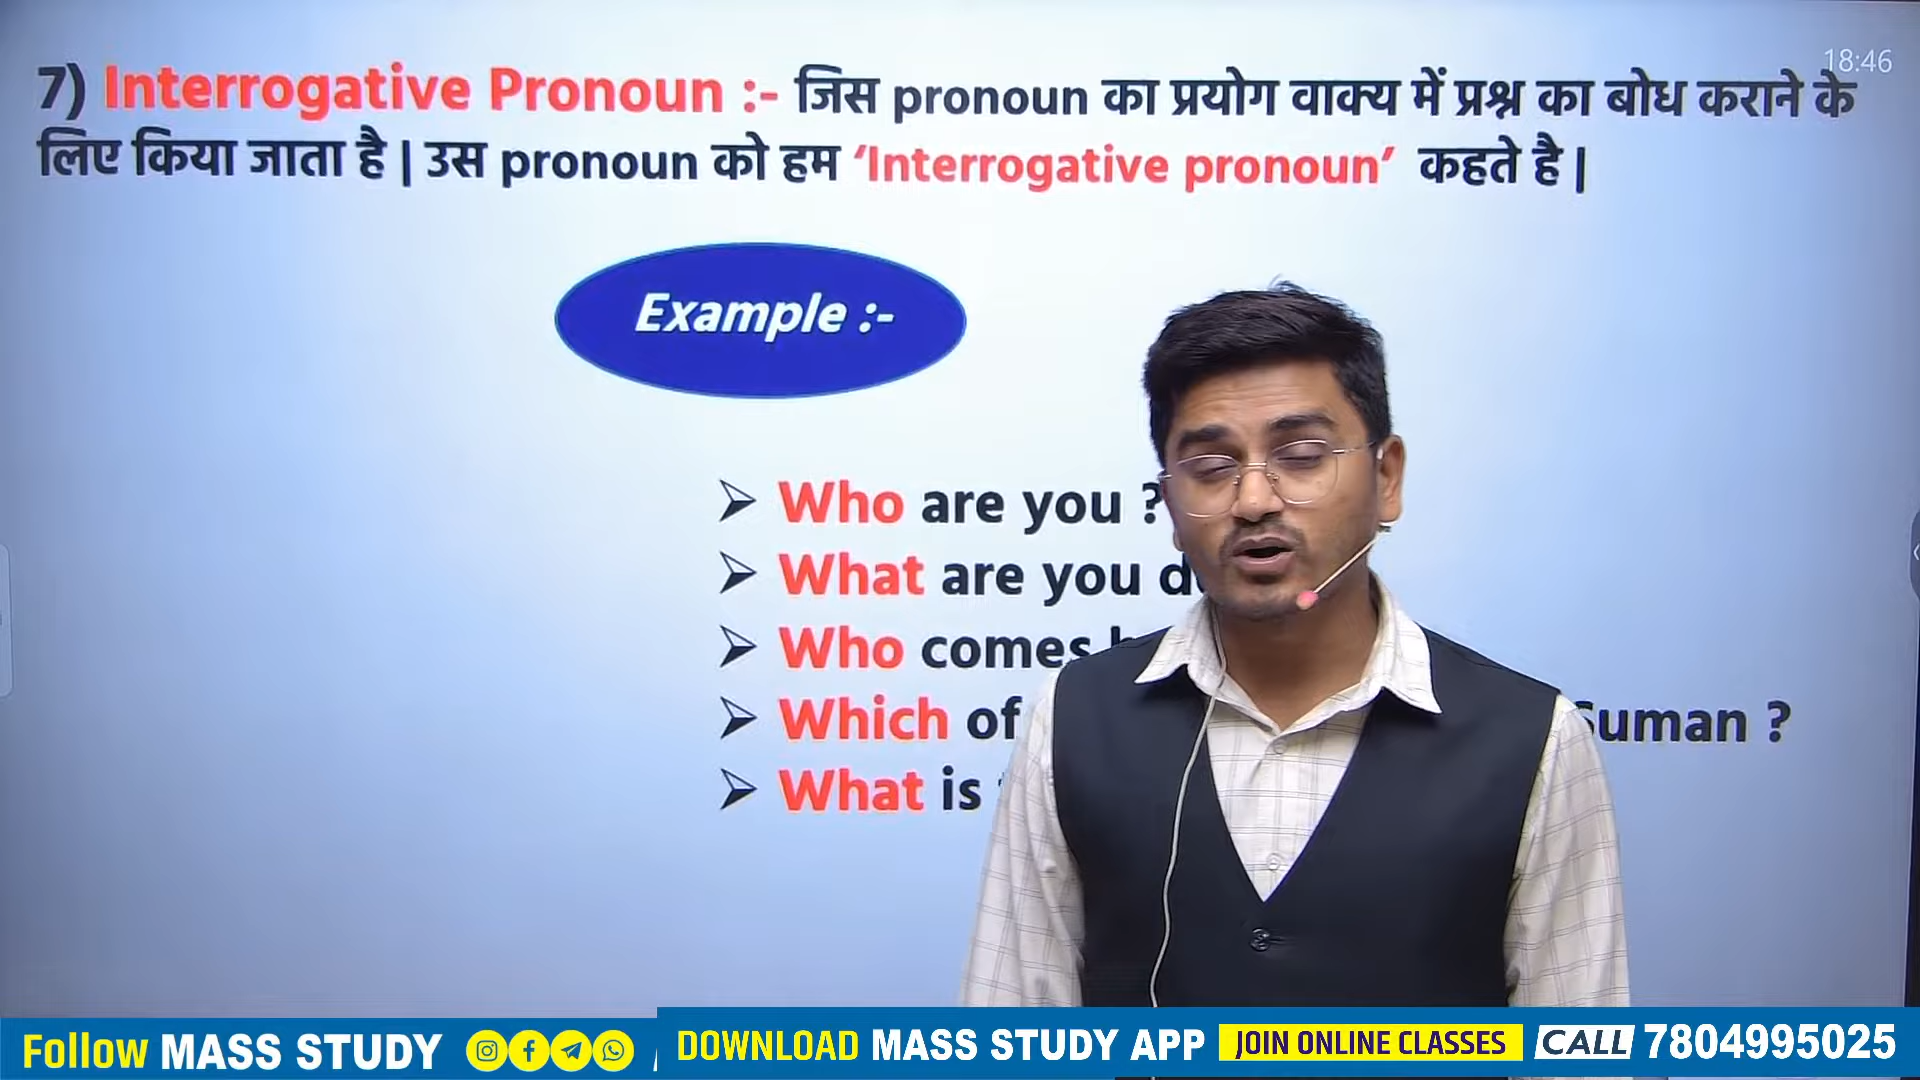 18:46
7) Interrogative Pronoun :- जिस pronoun का प्रयोग वाक्य में प्रश्न का बोध कराने के
लिए किया जाता है | उस pronoun को हम ‘Interrogative pronoun’ कहते है |
Example :-
➢ Who are you ?
➢ What are you
➢ Who comes
➢ Which of Suman ?
➢ What is
Follow MASS STUDY
DOWNLOAD MASS STUDY APP JOIN ONLINE CLASSES CALL 7804995025